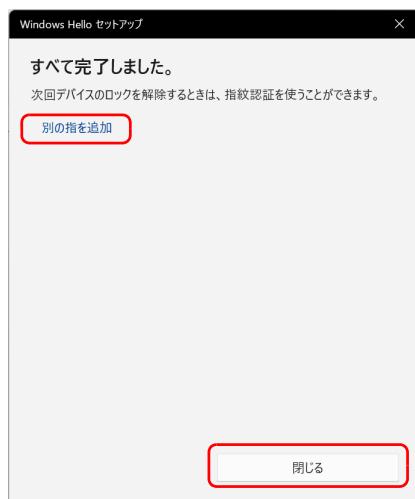 Windows Hello セットアップ
すべて完了しました。
次回デバイスのロックを解除するときは、指紋認証を使うことができます。
別の指を追加
閉じる